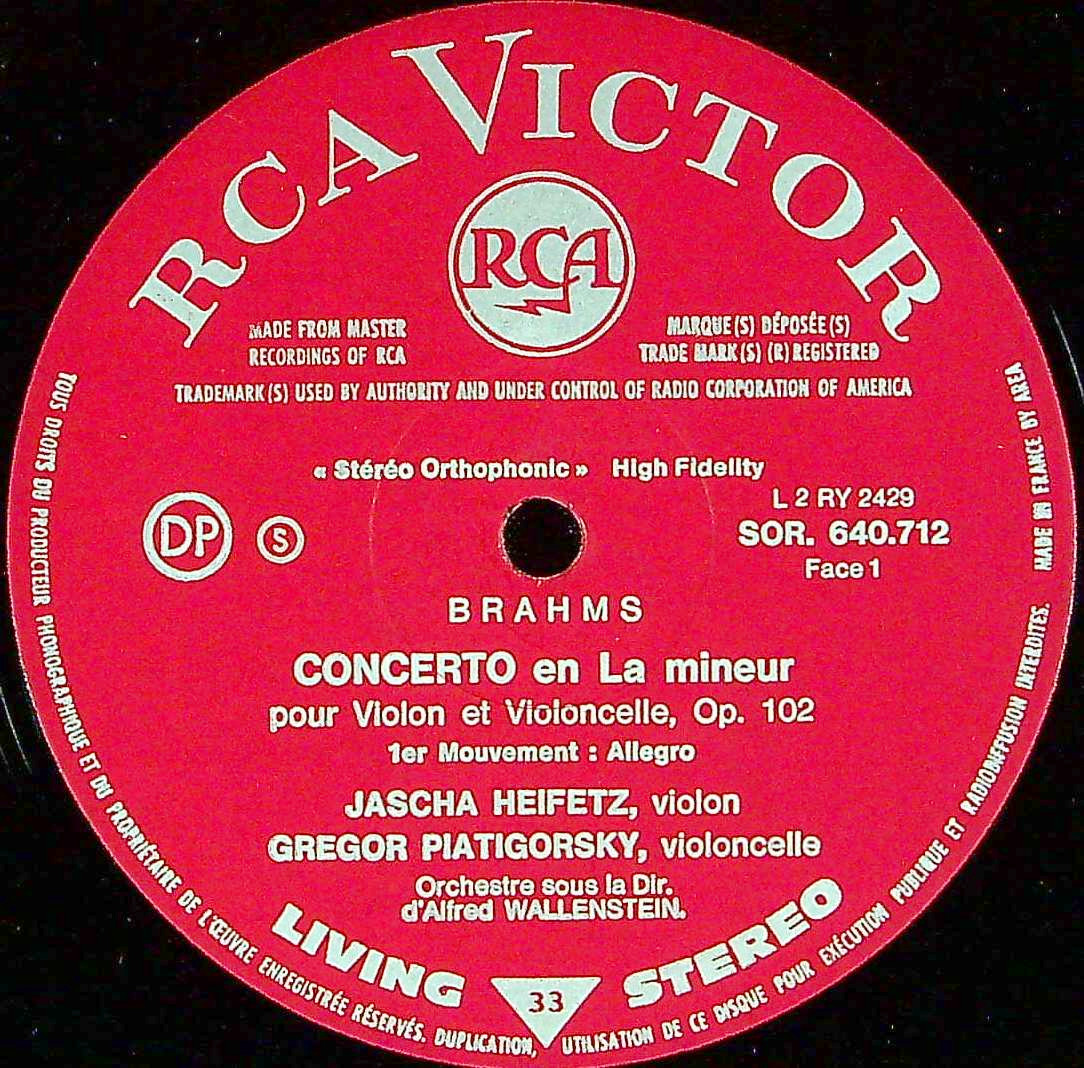 RCA VICTOR
RCA
MADE FROM MASTER
RECORDINGS OF RCA
MARQUE(S) DÉPOSÉE(S)
TRADE MARK(S) (R) REGISTERED
TRADEMARK(S) USED BY AUTHORITY AND UNDER CONTROL OF RADIO CORPORATION OF AMERICA
« Stéréo Orthophonic » High Fidelity
DP
S
L 2 RY 2429
SOR. 640.712
Face 1
BRAHMS
CONCERTO en La mineur
pour Violon et Violoncelle, Op. 102
1er Mouvement : Allegro
JASCHA HEIFETZ, violon
GREGOR PIATIGORSKY, violoncelle
Orchestre sous la Dir.
d'Alfred WALLENSTEIN.
LIVING STEREO
33
TOUS DROITS DU PRODUCTEUR PHONOGRAPHIQUE ET DU PROPRIÉTAIRE DE L'ŒUVRE ENREGISTRÉE RÉSERVÉS. DUPLICATION, UTILISATION DE CE DISQUE POUR EXÉCUTION PUBLIQUE ET RADIODIFFUSION INTERDITES. MADE IN FRANCE BY AREA